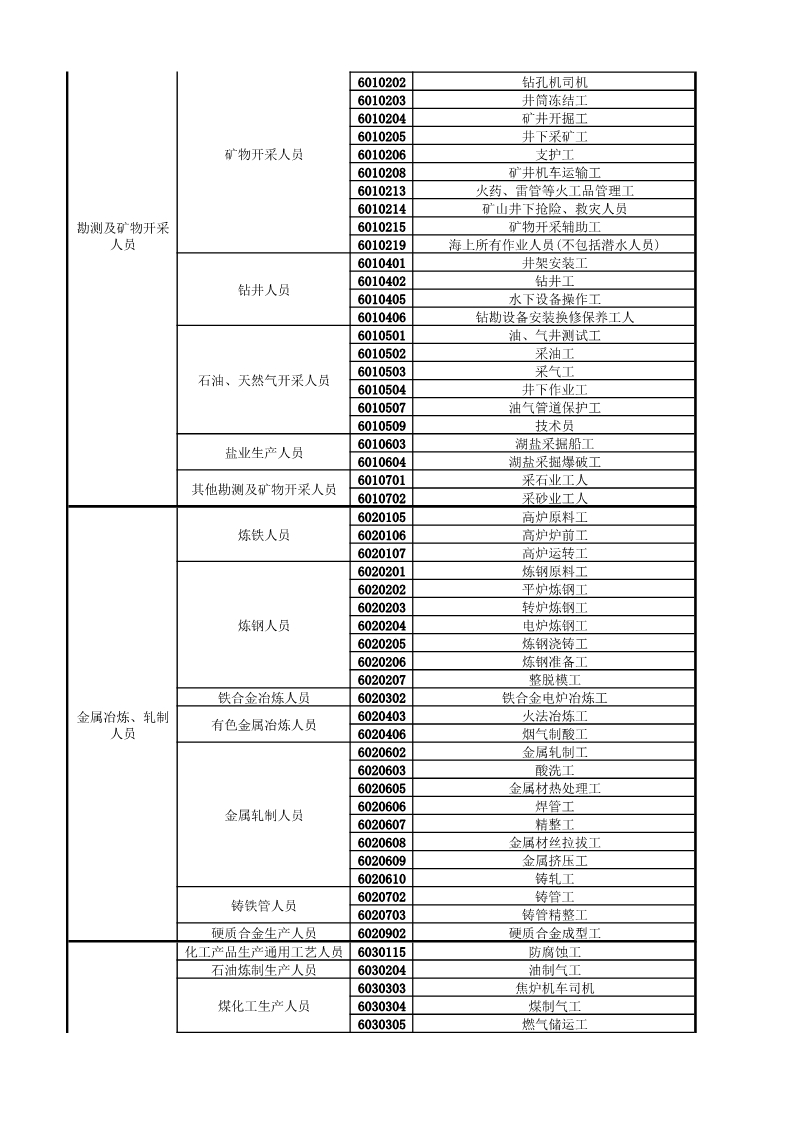 勘测及矿物开采
人员
矿物开采人员
6010202 钻孔机司机
6010203 井筒冻结工
6010204 矿井开掘工
6010205 井下采矿工
6010206 支护工
6010208 矿井机车运输工
6010213 火药、雷管等火工品管理工
6010214 矿山井下抢险、救灾人员
6010215 矿物开采辅助工
6010219 海上所有作业人员(不包括潜水人员)
钻井人员
6010401 井架安装工
6010402 钻井工
6010405 水下设备操作工
6010406 钻勘设备安装换修保养工人
石油、天然气开采人员
6010501 油、气井测试工
6010502 采油工
6010503 采气工
6010504 井下作业工
6010507 油气管道保护工
6010509 技术员
盐业生产人员
6010603 湖盐采掘船工
6010604 湖盐采掘爆破工
其他勘测及矿物开采人员
6010701 采石业工人
6010702 采砂业工人
金属冶炼、轧制
人员
炼铁人员
6020105 高炉原料工
6020106 高炉炉前工
6020107 高炉运转工
炼钢人员
6020201 炼钢原料工
6020202 平炉炼钢工
6020203 转炉炼钢工
6020204 电炉炼钢工
6020205 炼钢浇铸工
6020206 炼钢准备工
6020207 整脱模工
铁合金冶炼人员 6020302 铁合金电炉冶炼工
有色金属冶炼人员
6020403 火法冶炼工
6020406 烟气制酸工
金属轧制人员
6020602 金属轧制工
6020603 酸洗工
6020605 金属材热处理工
6020606 焊管工
6020607 精整工
6020608 金属材丝拉拔工
6020609 金属挤压工
6020610 铸轧工
铸铁管人员
6020702 铸管工
6020703 铸管精整工
硬质合金生产人员 6020902 硬质合金成型工
化工产品生产通用工艺人员 6030115 防腐蚀工
石油炼制生产人员 6030204 油制气工
煤化工生产人员
6030303 焦炉机车司机
6030304 煤制气工
6030305 燃气储运工